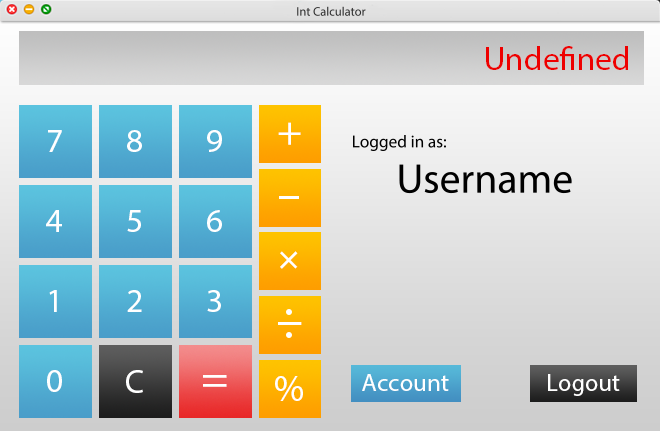 Int Calculator
Undefined
7 8 9 +
4 5 6 −
1 2 3 ×
0 C = ÷
%
Logged in as:
Username
Account Logout